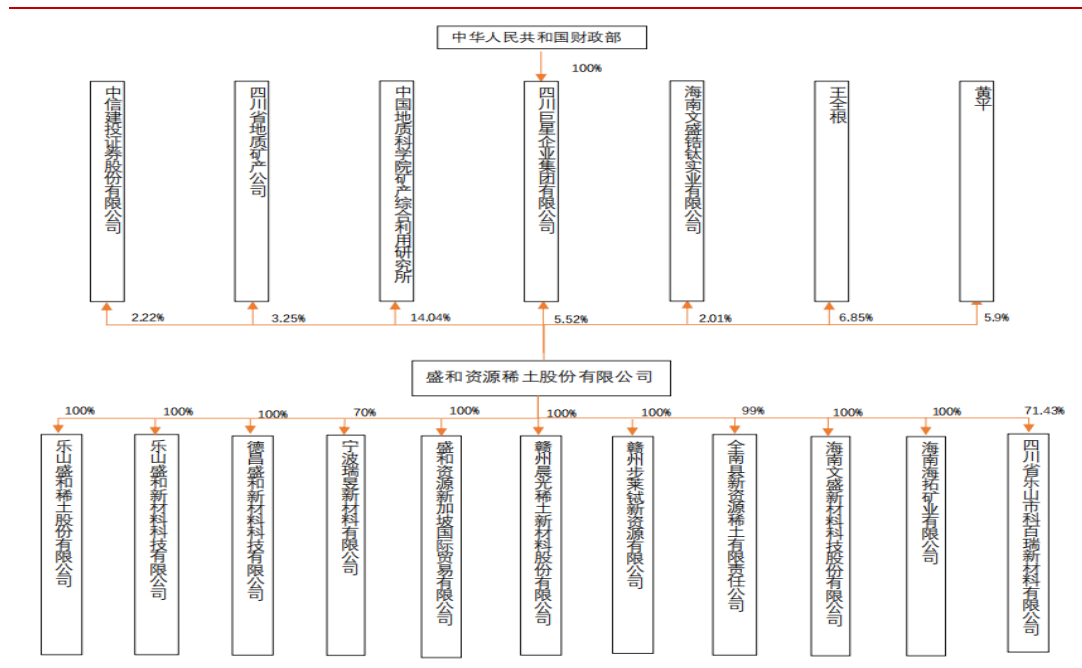 中华人民共和国财政部
100%
中信建投证券股份有限公司
四川省地质矿产公司
中国地质科学院矿产综合利用研究所
四川巨星企业集团有限公司
海南文盛锆钛实业有限公司
王全根
黄平
2.22%
3.25%
14.04%
5.52%
2.01%
6.85%
5.9%
盛和资源稀土股份有限公司
100%
100%
100%
70%
100%
100%
100%
99%
100%
100%
71.43%
乐山盛和稀土股份有限公司
乐山盛和新材料科技有限公司
德昌盛和新材料科技有限公司
宁波瑞昱新材料有限公司
盛和资源新加坡国际贸易有限公司
赣州晨光稀土新材料股份有限公司
赣州步莱铽新资源有限公司
全南县新资源稀土有限责任公司
海南文盛新材料科技股份有限公司
海南海拓矿业有限公司
四川省乐山市科百瑞新材料有限公司